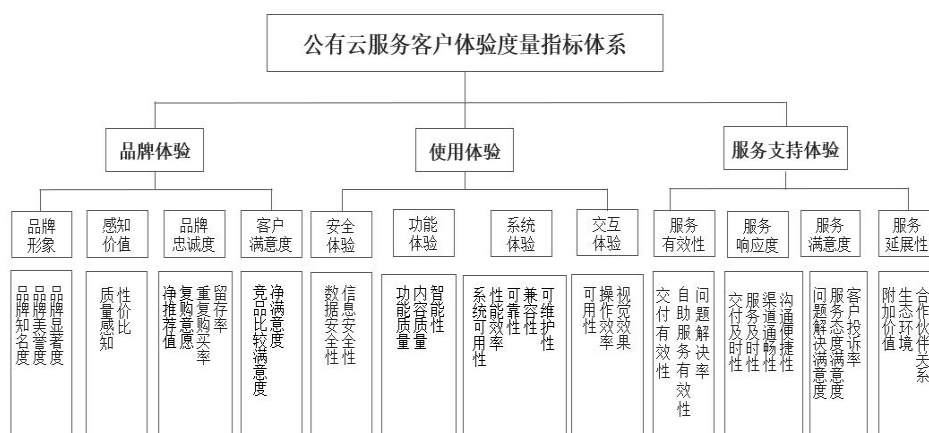 公有云服务客户体验度量指标体系
品牌体验
使用体验
服务支持体验
品牌
形象
感知
价值
品牌
忠诚度
客户
满意度
安全
体验
功能
体验
系统
体验
交互
体验
服务
有效性
服务
响应度
服务
满意度
服务
延展性
品牌显著度
品牌美誉度
品牌知名度
性价比
质量感知
留存率
重复购买率
复购意愿
净推荐值
净满意度
竞品比较满意度
信息安全性
数据安全性
智能性
内容质量
功能质量
可维护性
兼容性
可靠性
性能效率
系统可用性
视觉效果
操作效率
可用性
问题解决率
自助服务有效性
交付有效性
沟通便捷性
渠道通畅性
服务及时性
交付及时性
客户投诉率
服务态度满意度
问题解决满意度
合作伙伴关系
生态环境
附加价值